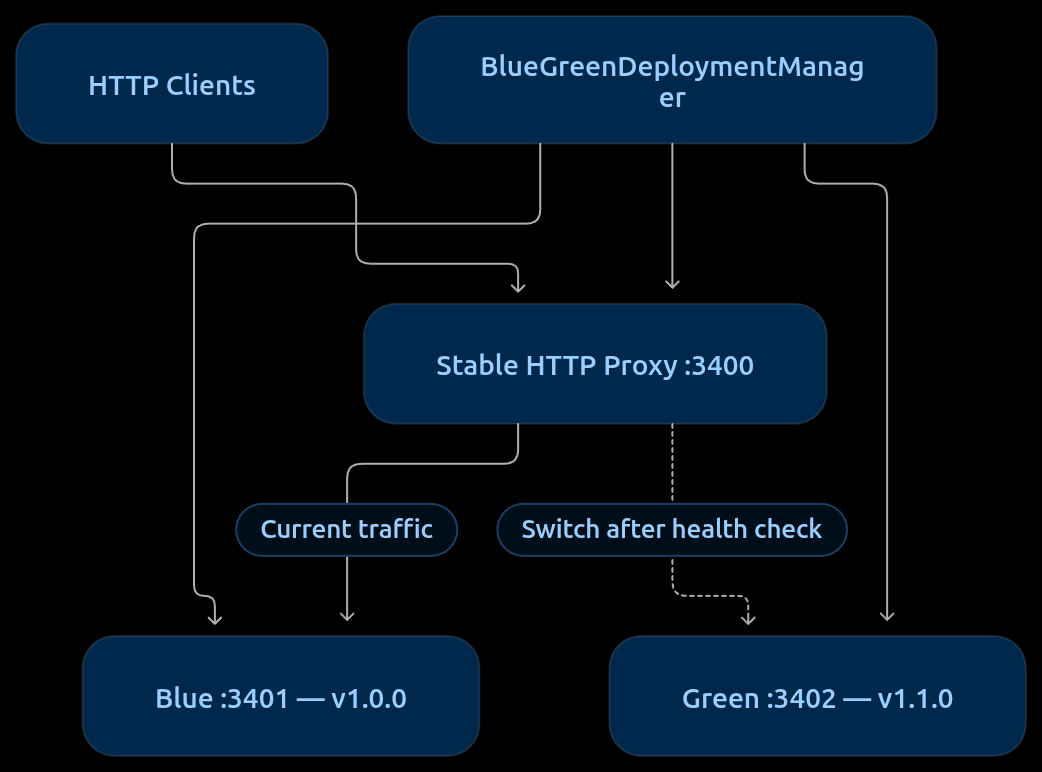 HTTP Clients
BlueGreenDeploymentManag
er
Stable HTTP Proxy :3400
Current traffic
Switch after health check
Blue :3401 — v1.0.0
Green :3402 — v1.1.0